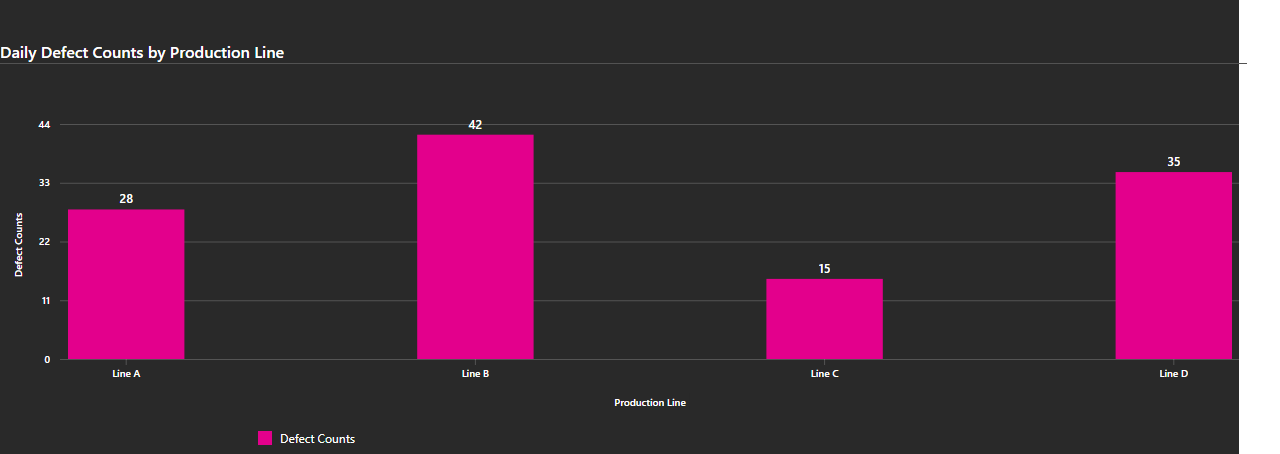 Daily Defect Counts by Production Line
44
33
22
11
0
Defect Counts
28
42
15
35
Line A
Line B
Line C
Line D
Production Line
Defect Counts